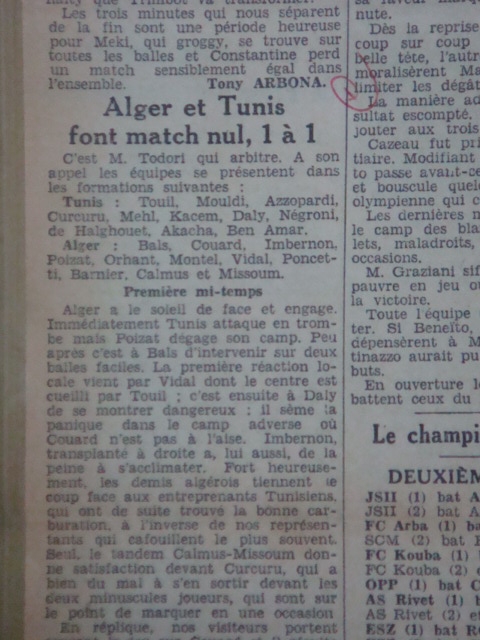 Les trois minutes qui nous séparent
de la fin sont une période heureuse
pour Meki, qui groggy, se trouve sur
toutes les balles et Constantine perd
un match sensiblement égal dans
l'ensemble. Tony ARBONA.
Alger et Tunis
font match nul, 1 à 1
C'est M. Todori qui arbitre. A son
appel les équipes se présentent dans
les formations suivantes :
Tunis : Touil, Mouldi, Azzopardi,
Curcuru, Mehl, Kacem, Daly, Négroni,
de Halghouet, Akacha, Ben Amar.
Alger : Bals, Couard, Imbernon,
Poizat, Orhant, Montel, Vidal, Poncet-
ti, Barnier, Calmus et Missoum.
Première mi-temps
Alger a le soleil de face et engage.
Immédiatement Tunis attaque en trom-
be mais Poizat dégage son camp. Peu
après c'est à Bals d'intervenir sur deux
balles faciles. La première réaction lo-
cale vient par Vidal dont le centre est
cueilli par Touil ; c'est ensuite à Daly
de se montrer dangereux : il sème la
panique dans le camp adverse où
Couard n'est pas à l'aise. Imbernon,
transplanté à droite a, lui aussi, de la
peine à s'acclimater. Fort heureuse-
ment, les demis algérois tiennent le
coup face aux entreprenants Tunisiens,
qui ont de suite trouvé la bonne car-
buration, à l'inverse de nos représen-
tants qui cafouillent le plus souvent.
Seul, le tandem Calmus-Missoum don-
ne satisfaction devant Curcuru, qui a
bien du mal à s'en sortir devant les
deux minuscules joueurs, qui sont sur
le point de marquer en une occasion
En réplique, nos visiteurs portent
nute.
Dès la reprise
coup sur coup
belle tête, l'autr
moralisèrent Ma
limiter les dégât
La manière ad
sultat escompté.
jouter aux trois
Cazeau fut pri
tiaire. Modifiant
to passe avant-ce
et bouscule quel
olympienne qui c
Les dernières m
le camp des bla
lets, maladroits,
occasions.
M. Graziani sif
pauvre en jeu ou
la victoire.
Toute l'équipe
ter. Si Beneïto,
dépensèrent à M
tinazzo aurait pu
buts.
En ouverture l
battent ceux du
Le champi
DEUXIÈM
JSII (1) bat A
JSII (2) bat A
FC Arba (1) ba
SCM (2) bat
FC Kouba (1)
FC Kouba (2)
OPP (1) bat C
AS Rivet (1) b
AS Rivet (2) e
ESZ (1) bat R